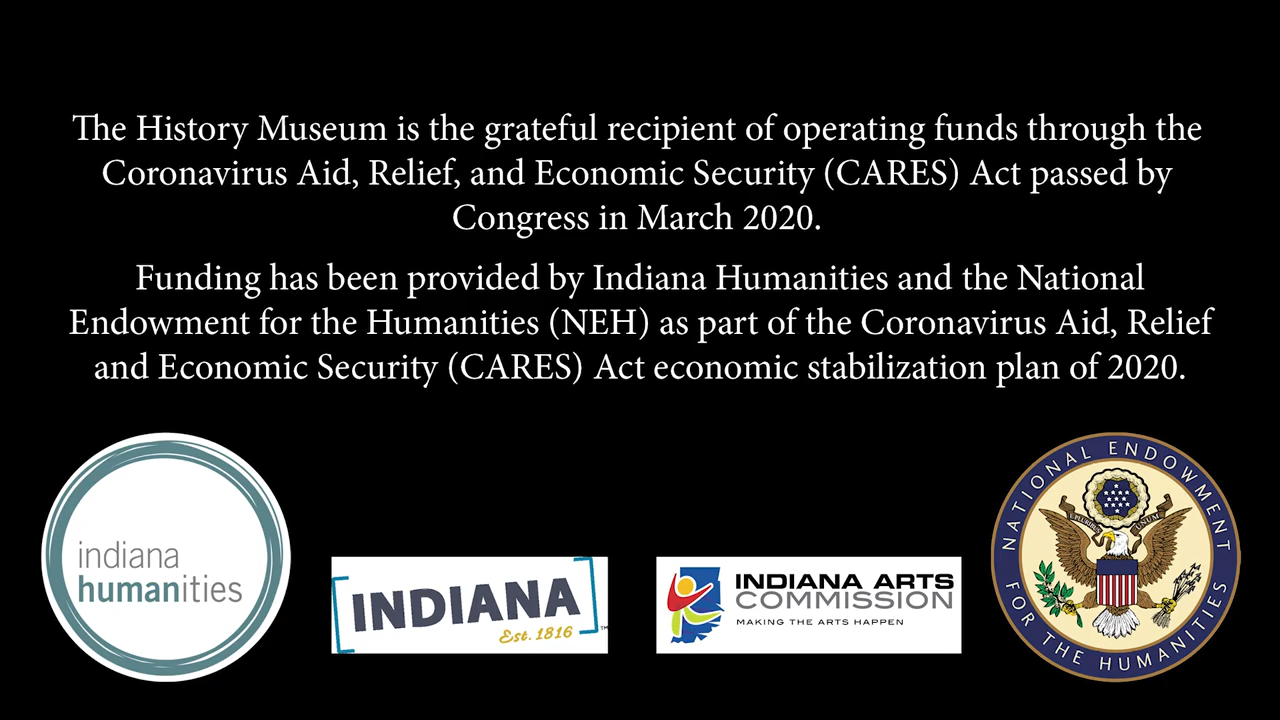 The History Museum is the grateful recipient of operating funds through the
Coronavirus Aid, Relief, and Economic Security (CARES) Act passed by
Congress in March 2020.
Funding has been provided by Indiana Humanities and the National
Endowment for the Humanities (NEH) as part of the Coronavirus Aid, Relief
and Economic Security (CARES) Act economic stabilization plan of 2020.
indiana
humanities
INDIANA
Est. 1816
™
INDIANA ARTS
COMMISSION
MAKING THE ARTS HAPPEN
NATIONAL ENDOWMENT
FOR THE HUMANITIES
E PLURIBUS UNUM